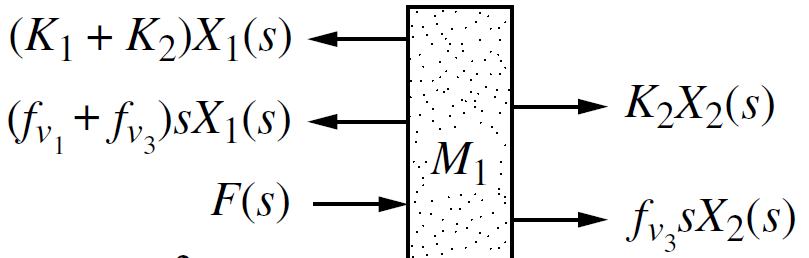 (K₁ + K₂)X₁(s)
K₂X₂(s)
(fᵥ₁ + fᵥ₃)sX₁(s)
M₁
F(s)
fᵥ₃sX₂(s)